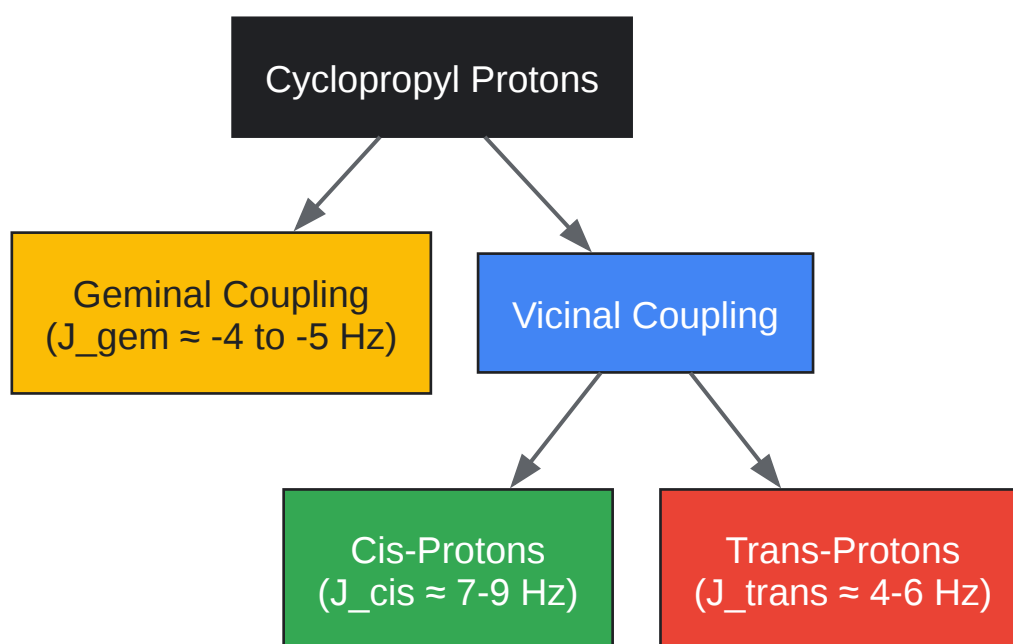 Cyclopropyl Protons
Geminal Coupling
(J_gem ≈ -4 to -5 Hz)
Vicinal Coupling
Cis-Protons
(J_cis ≈ 7-9 Hz)
Trans-Protons
(J_trans ≈ 4-6 Hz)